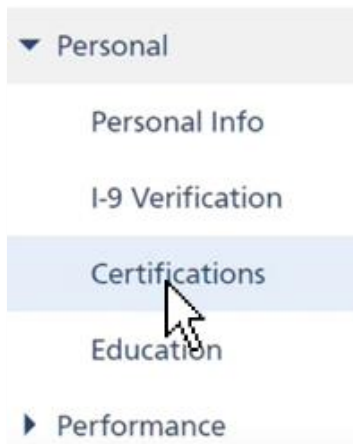 Personal
Personal Info
I-9 Verification
Certifications
Education
Performance